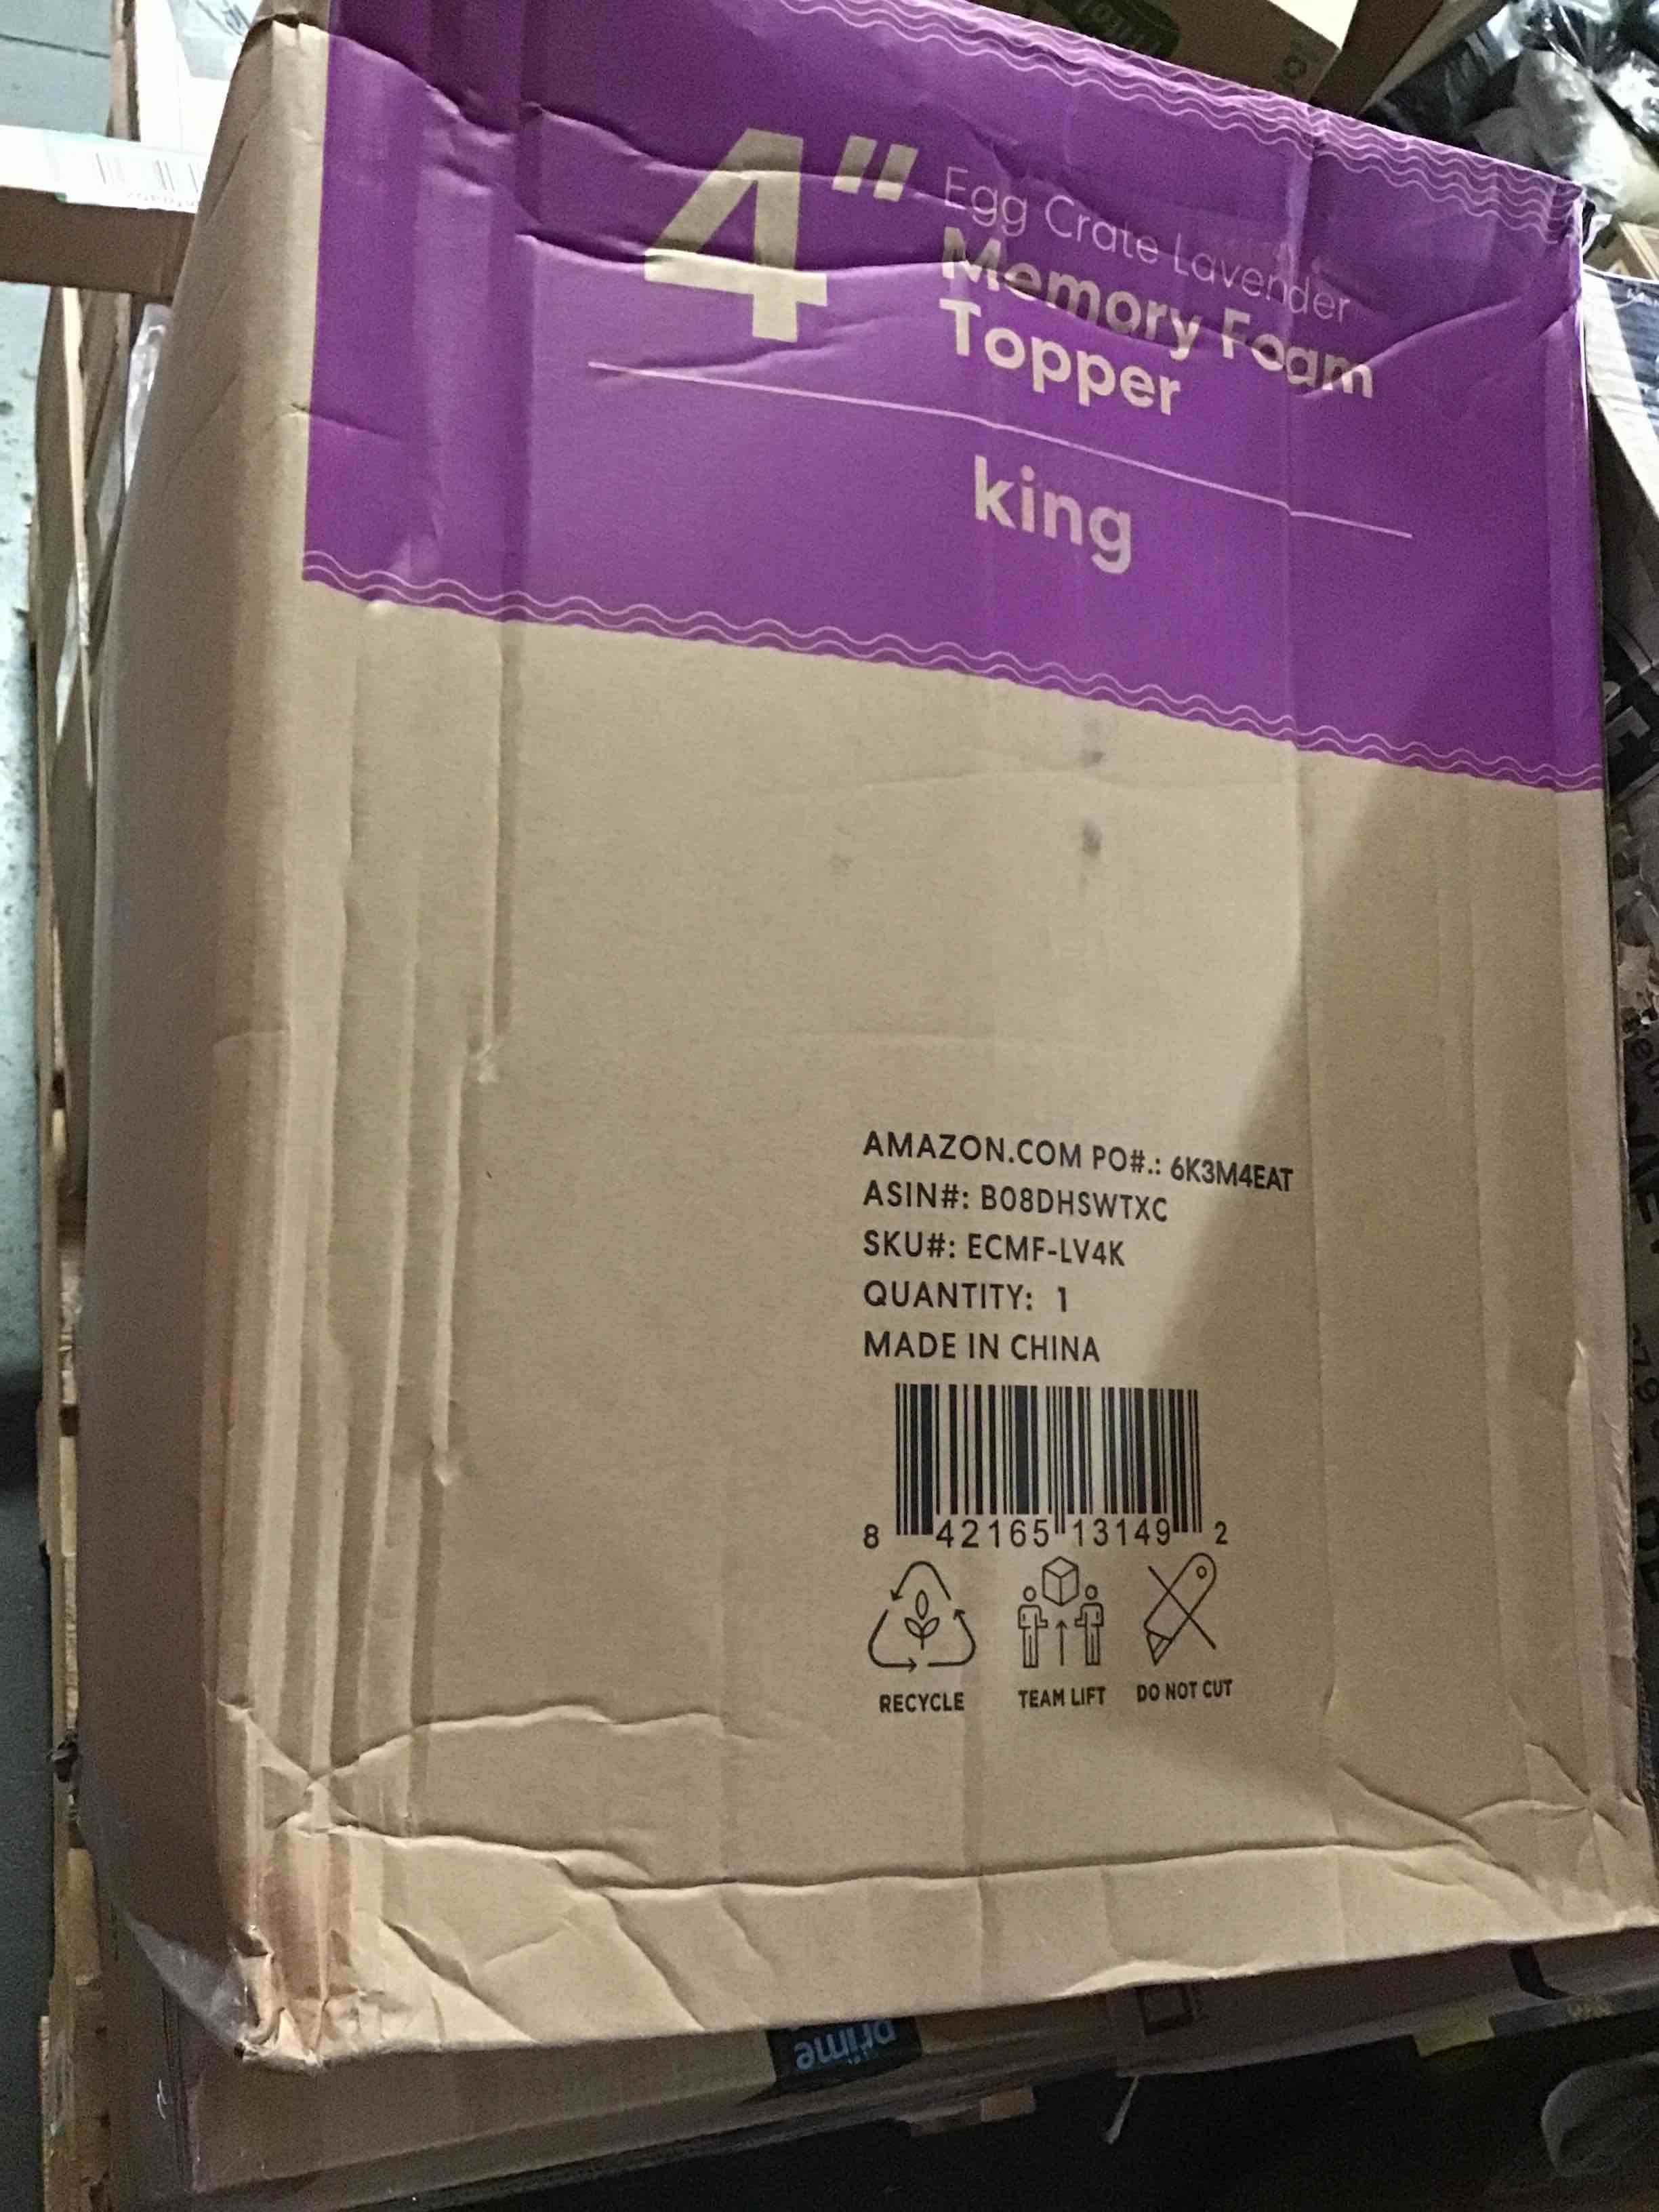 4"
Egg Crate Lavender
Memory Foam
Topper
king
AMAZON.COM PO#.: 6K3M4EAT
ASIN#: B08DHSWTXC
SKU#: ECMF-LV4K
QUANTITY: 1
MADE IN CHINA
8 42165 13149 2
RECYCLE
TEAM LIFT
DO NOT CUT
prime